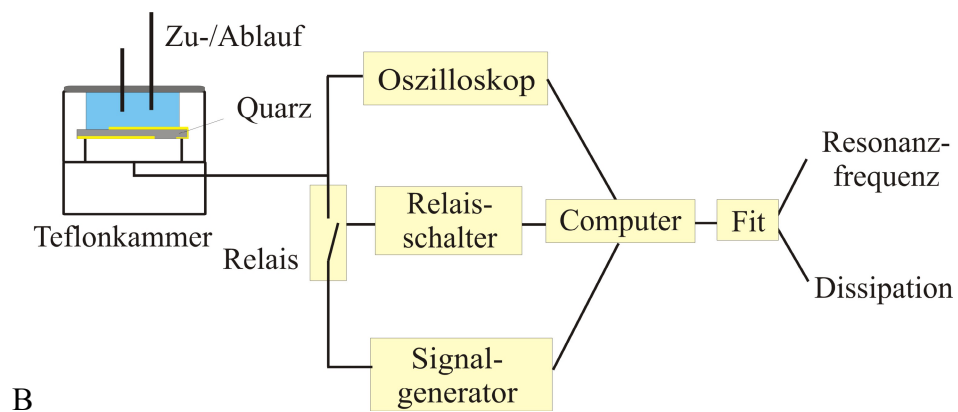 Zu-/Ablauf
Oszilloskop
Quarz
Resonanz-
frequenz
Teflonkammer
Relais
Relais-
schalter
Computer
Fit
Dissipation
Signal-
generator
B